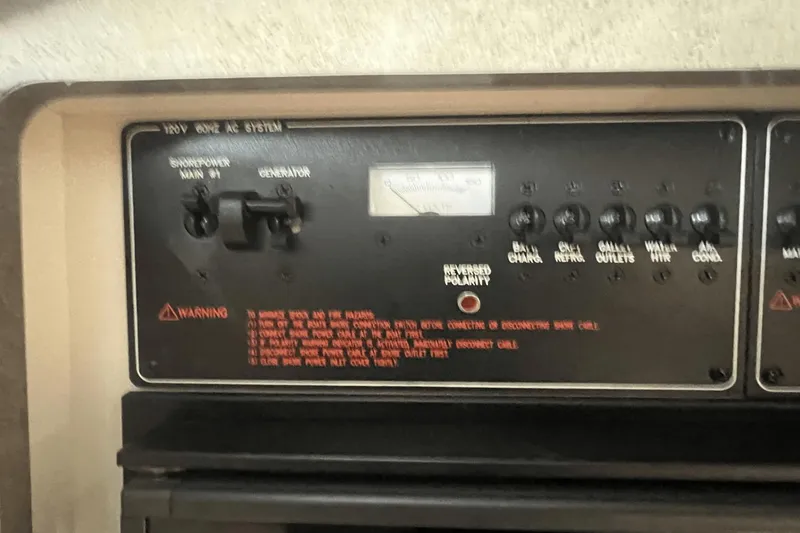 120V 60HZ AC SYSTEM
SHOREPOWER
MAIN #1
GENERATOR
REVERSED
POLARITY
BATT.
CHARG.
REFRG.
GALLEY
OUTLETS
WATER
HTR
AIR
COND.
WARNING
TO MINIMIZE SHOCK AND FIRE HAZARDS:
(1) TURN OFF THE BOATS SHORE CONNECTION SWITCH BEFORE CONNECTING OR DISCONNECTING SHORE CABLE.
(2) CONNECT SHORE POWER CABLE AT THE BOAT FIRST.
(3) IF POLARITY WARNING INDICATOR IS ACTIVATED, IMMEDIATELY DISCONNECT CABLE.
(4) DISCONNECT SHORE POWER CABLE AT SHORE OUTLET FIRST.
(5) CLOSE SHORE POWER INLET COVER TIGHTLY.